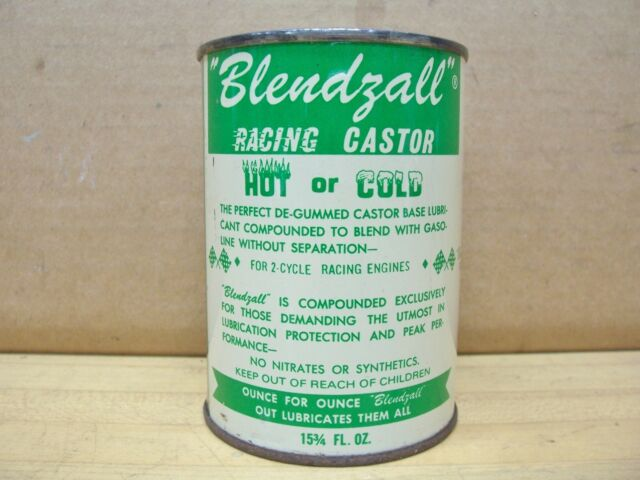 "Blendzall"®
RACING CASTOR
HOT or COLD
THE PERFECT DE-GUMMED CASTOR BASE LUBRI-
CANT COMPOUNDED TO BLEND WITH GASO-
LINE WITHOUT SEPARATION—
FOR 2-CYCLE RACING ENGINES
"Blendzall" IS COMPOUNDED EXCLUSIVELY
FOR THOSE DEMANDING THE UTMOST IN
LUBRICATION PROTECTION AND PEAK PER-
FORMANCE—
NO NITRATES OR SYNTHETICS.
KEEP OUT OF REACH OF CHILDREN
OUNCE FOR OUNCE "Blendzall"
OUT LUBRICATES THEM ALL
15¾ FL. OZ.